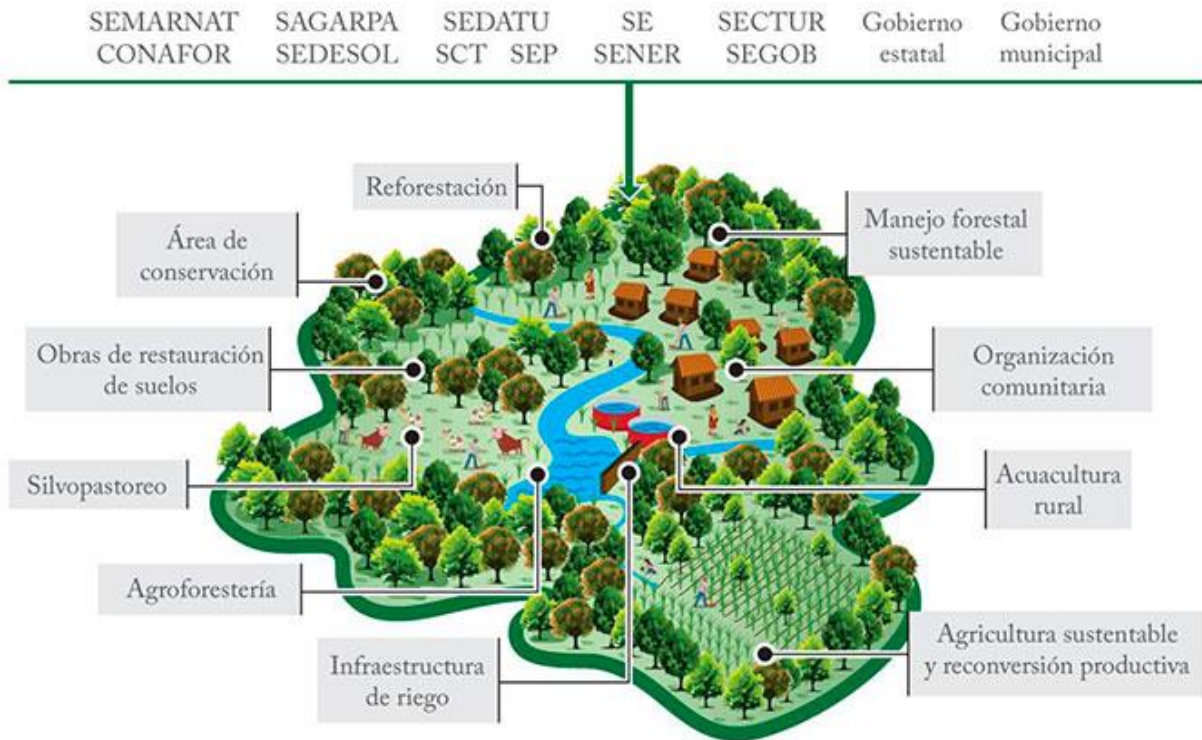 SEMARNAT SAGARPA SEDATU SE SECTUR Gobierno Gobierno
CONAFOR SEDESOL SCT SEP SENER SEGOB estatal municipal
Reforestación
Manejo forestal
sustentable
Área de
conservación
Obras de restauración
de suelos
Organización
comunitaria
Silvopastoreo
Acuacultura
rural
Agroforestería
Infraestructura
de riego
Agricultura sustentable
y reconversión productiva